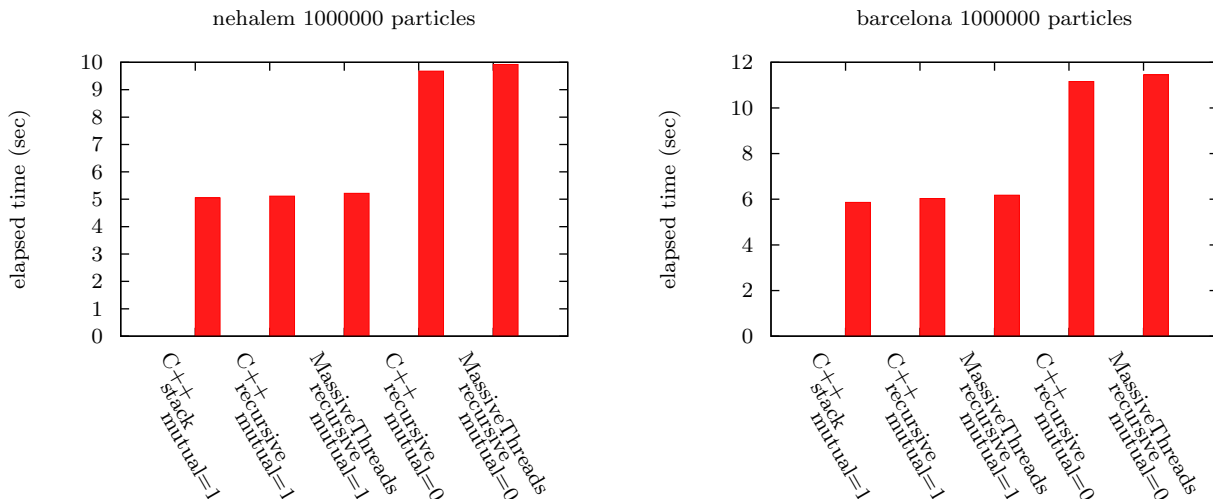 nehalem 1000000 particles
elapsed time (sec)
10
9
8
7
6
5
4
3
2
1
0
C++
stack
mutual=1
C++
recursive
mutual=1
MassiveThreads
recursive
mutual=1
C++
recursive
mutual=0
MassiveThreads
recursive
mutual=0
barcelona 1000000 particles
elapsed time (sec)
12
10
8
6
4
2
0
C++
stack
mutual=1
C++
recursive
mutual=1
MassiveThreads
recursive
mutual=1
C++
recursive
mutual=0
MassiveThreads
recursive
mutual=0